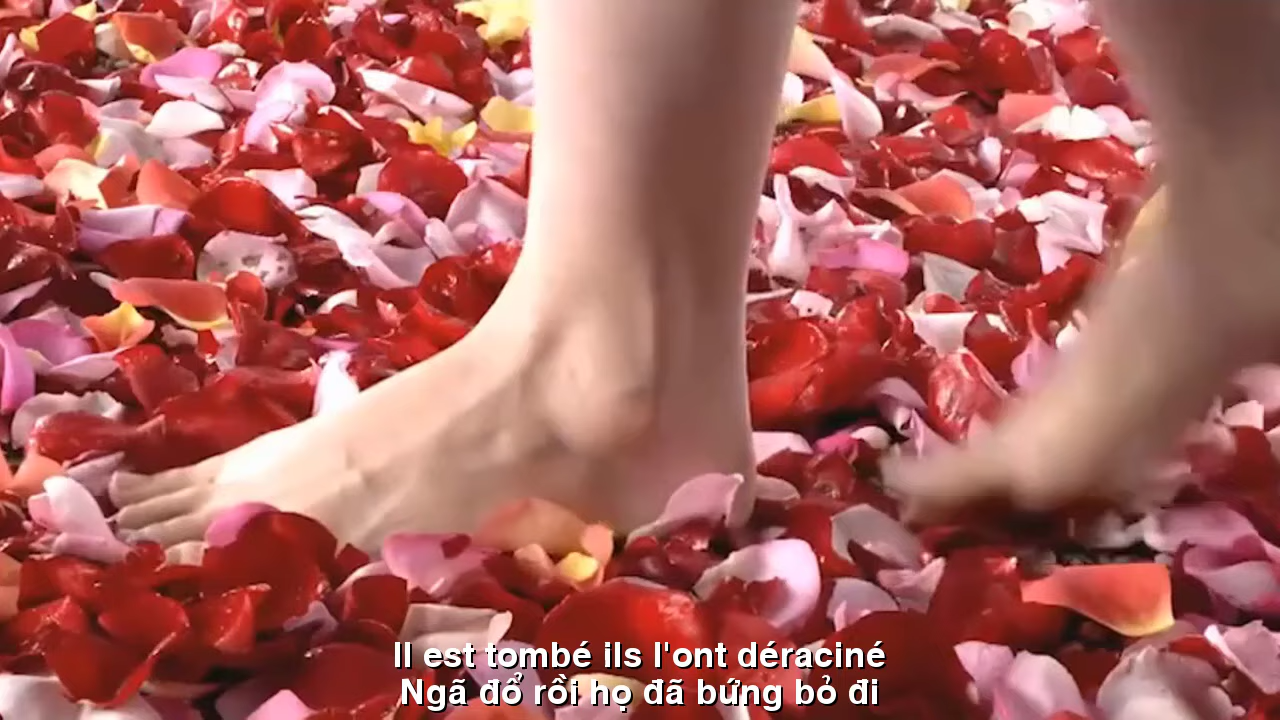 Il est tombé ils l'ont déraciné
Ngã đổ rồi họ đã bứng bỏ đi